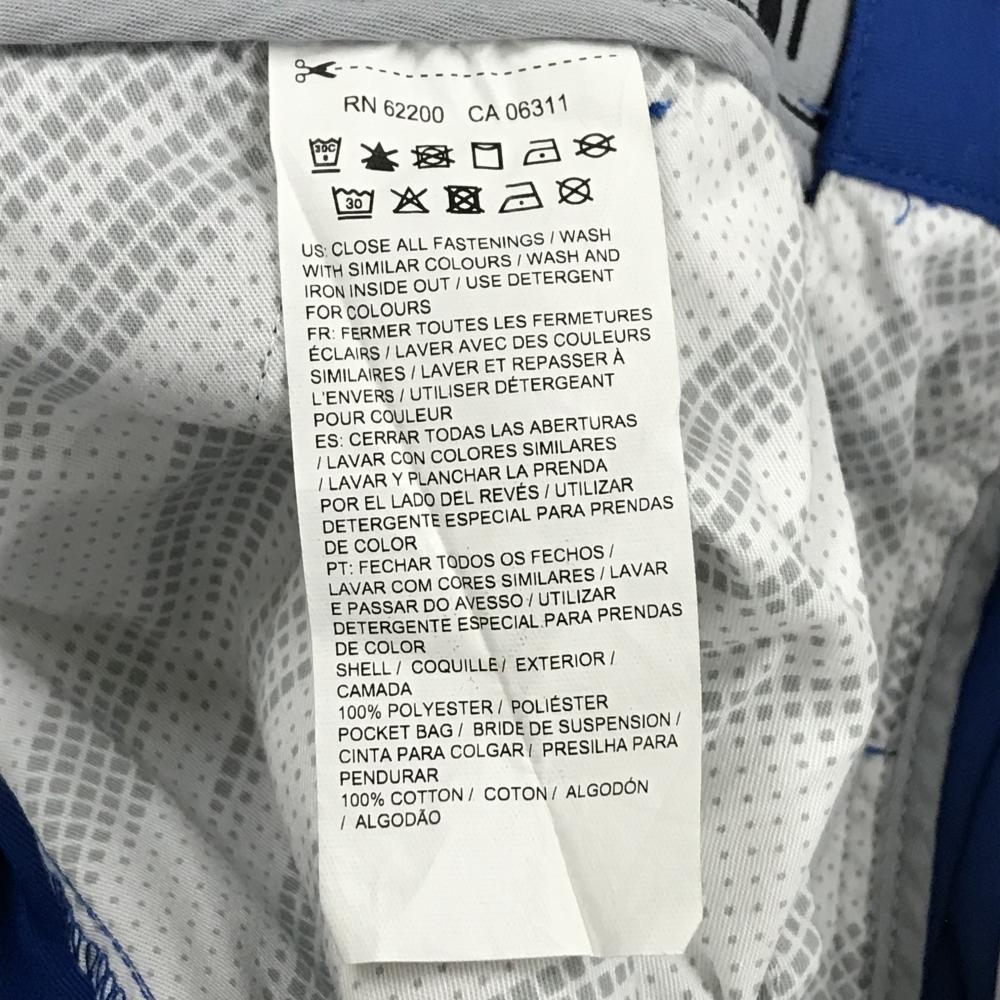 RN 62200 CA 06311
30C
30
US: CLOSE ALL FASTENINGS / WASH
WITH SIMILAR COLOURS / WASH AND
IRON INSIDE OUT / USE DETERGENT
FOR COLOURS
FR: FERMER TOUTES LES FERMETURES
ÉCLAIRS / LAVER AVEC DES COULEURS
SIMILAIRES / LAVER ET REPASSER À
L'ENVERS / UTILISER DÉTERGEANT
POUR COULEUR
ES: CERRAR TODAS LAS ABERTURAS
/ LAVAR CON COLORES SIMILARES
/ LAVAR Y PLANCHAR LA PRENDA
POR EL LADO DEL REVÉS / UTILIZAR
DETERGENTE ESPECIAL PARA PRENDAS
DE COLOR
PT: FECHAR TODOS OS FECHOS /
LAVAR COM CORES SIMILARES / LAVAR
E PASSAR DO AVESSO / UTILIZAR
DETERGENTE ESPECIAL PARA PRENDAS
DE COLOR
SHELL / COQUILLE / EXTERIOR /
CAMADA
100% POLYESTER / POLIÉSTER
POCKET BAG / BRIDE DE SUSPENSION /
CINTA PARA COLGAR / PRESILHA PARA
PENDURAR
100% COTTON / COTON / ALGODÓN
/ ALGODÃO